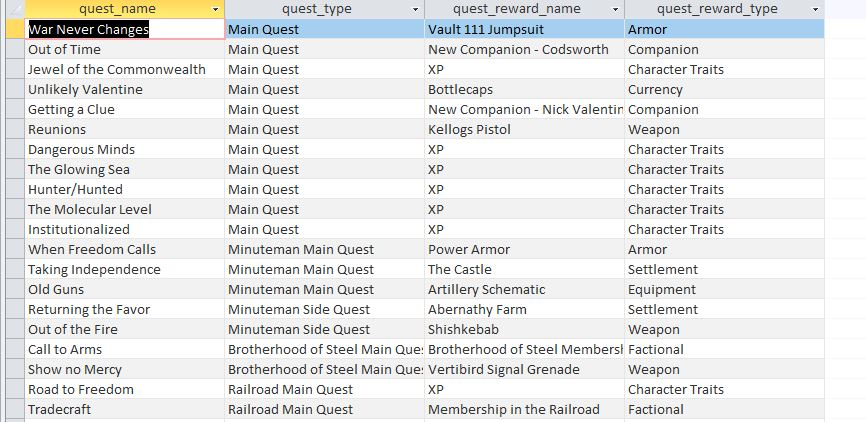 quest_name quest_type quest_reward_name quest_reward_type
War Never Changes Main Quest Vault 111 Jumpsuit Armor
Out of Time Main Quest New Companion - Codsworth Companion
Jewel of the Commonwealth Main Quest XP Character Traits
Unlikely Valentine Main Quest Bottlecaps Currency
Getting a Clue Main Quest New Companion - Nick Valentin Companion
Reunions Main Quest Kellogs Pistol Weapon
Dangerous Minds Main Quest XP Character Traits
The Glowing Sea Main Quest XP Character Traits
Hunter/Hunted Main Quest XP Character Traits
The Molecular Level Main Quest XP Character Traits
Institutionalized Main Quest XP Character Traits
When Freedom Calls Minuteman Main Quest Power Armor Armor
Taking Independence Minuteman Main Quest The Castle Settlement
Old Guns Minuteman Main Quest Artillery Schematic Equipment
Returning the Favor Minuteman Side Quest Abernathy Farm Settlement
Out of the Fire Minuteman Side Quest Shishkebab Weapon
Call to Arms Brotherhood of Steel Main Ques Brotherhood of Steel Membersh Factional
Show no Mercy Brotherhood of Steel Main Ques Vertibird Signal Grenade Weapon
Road to Freedom Railroad Main Quest XP Character Traits
Tradecraft Railroad Main Quest Membership in the Railroad Factional